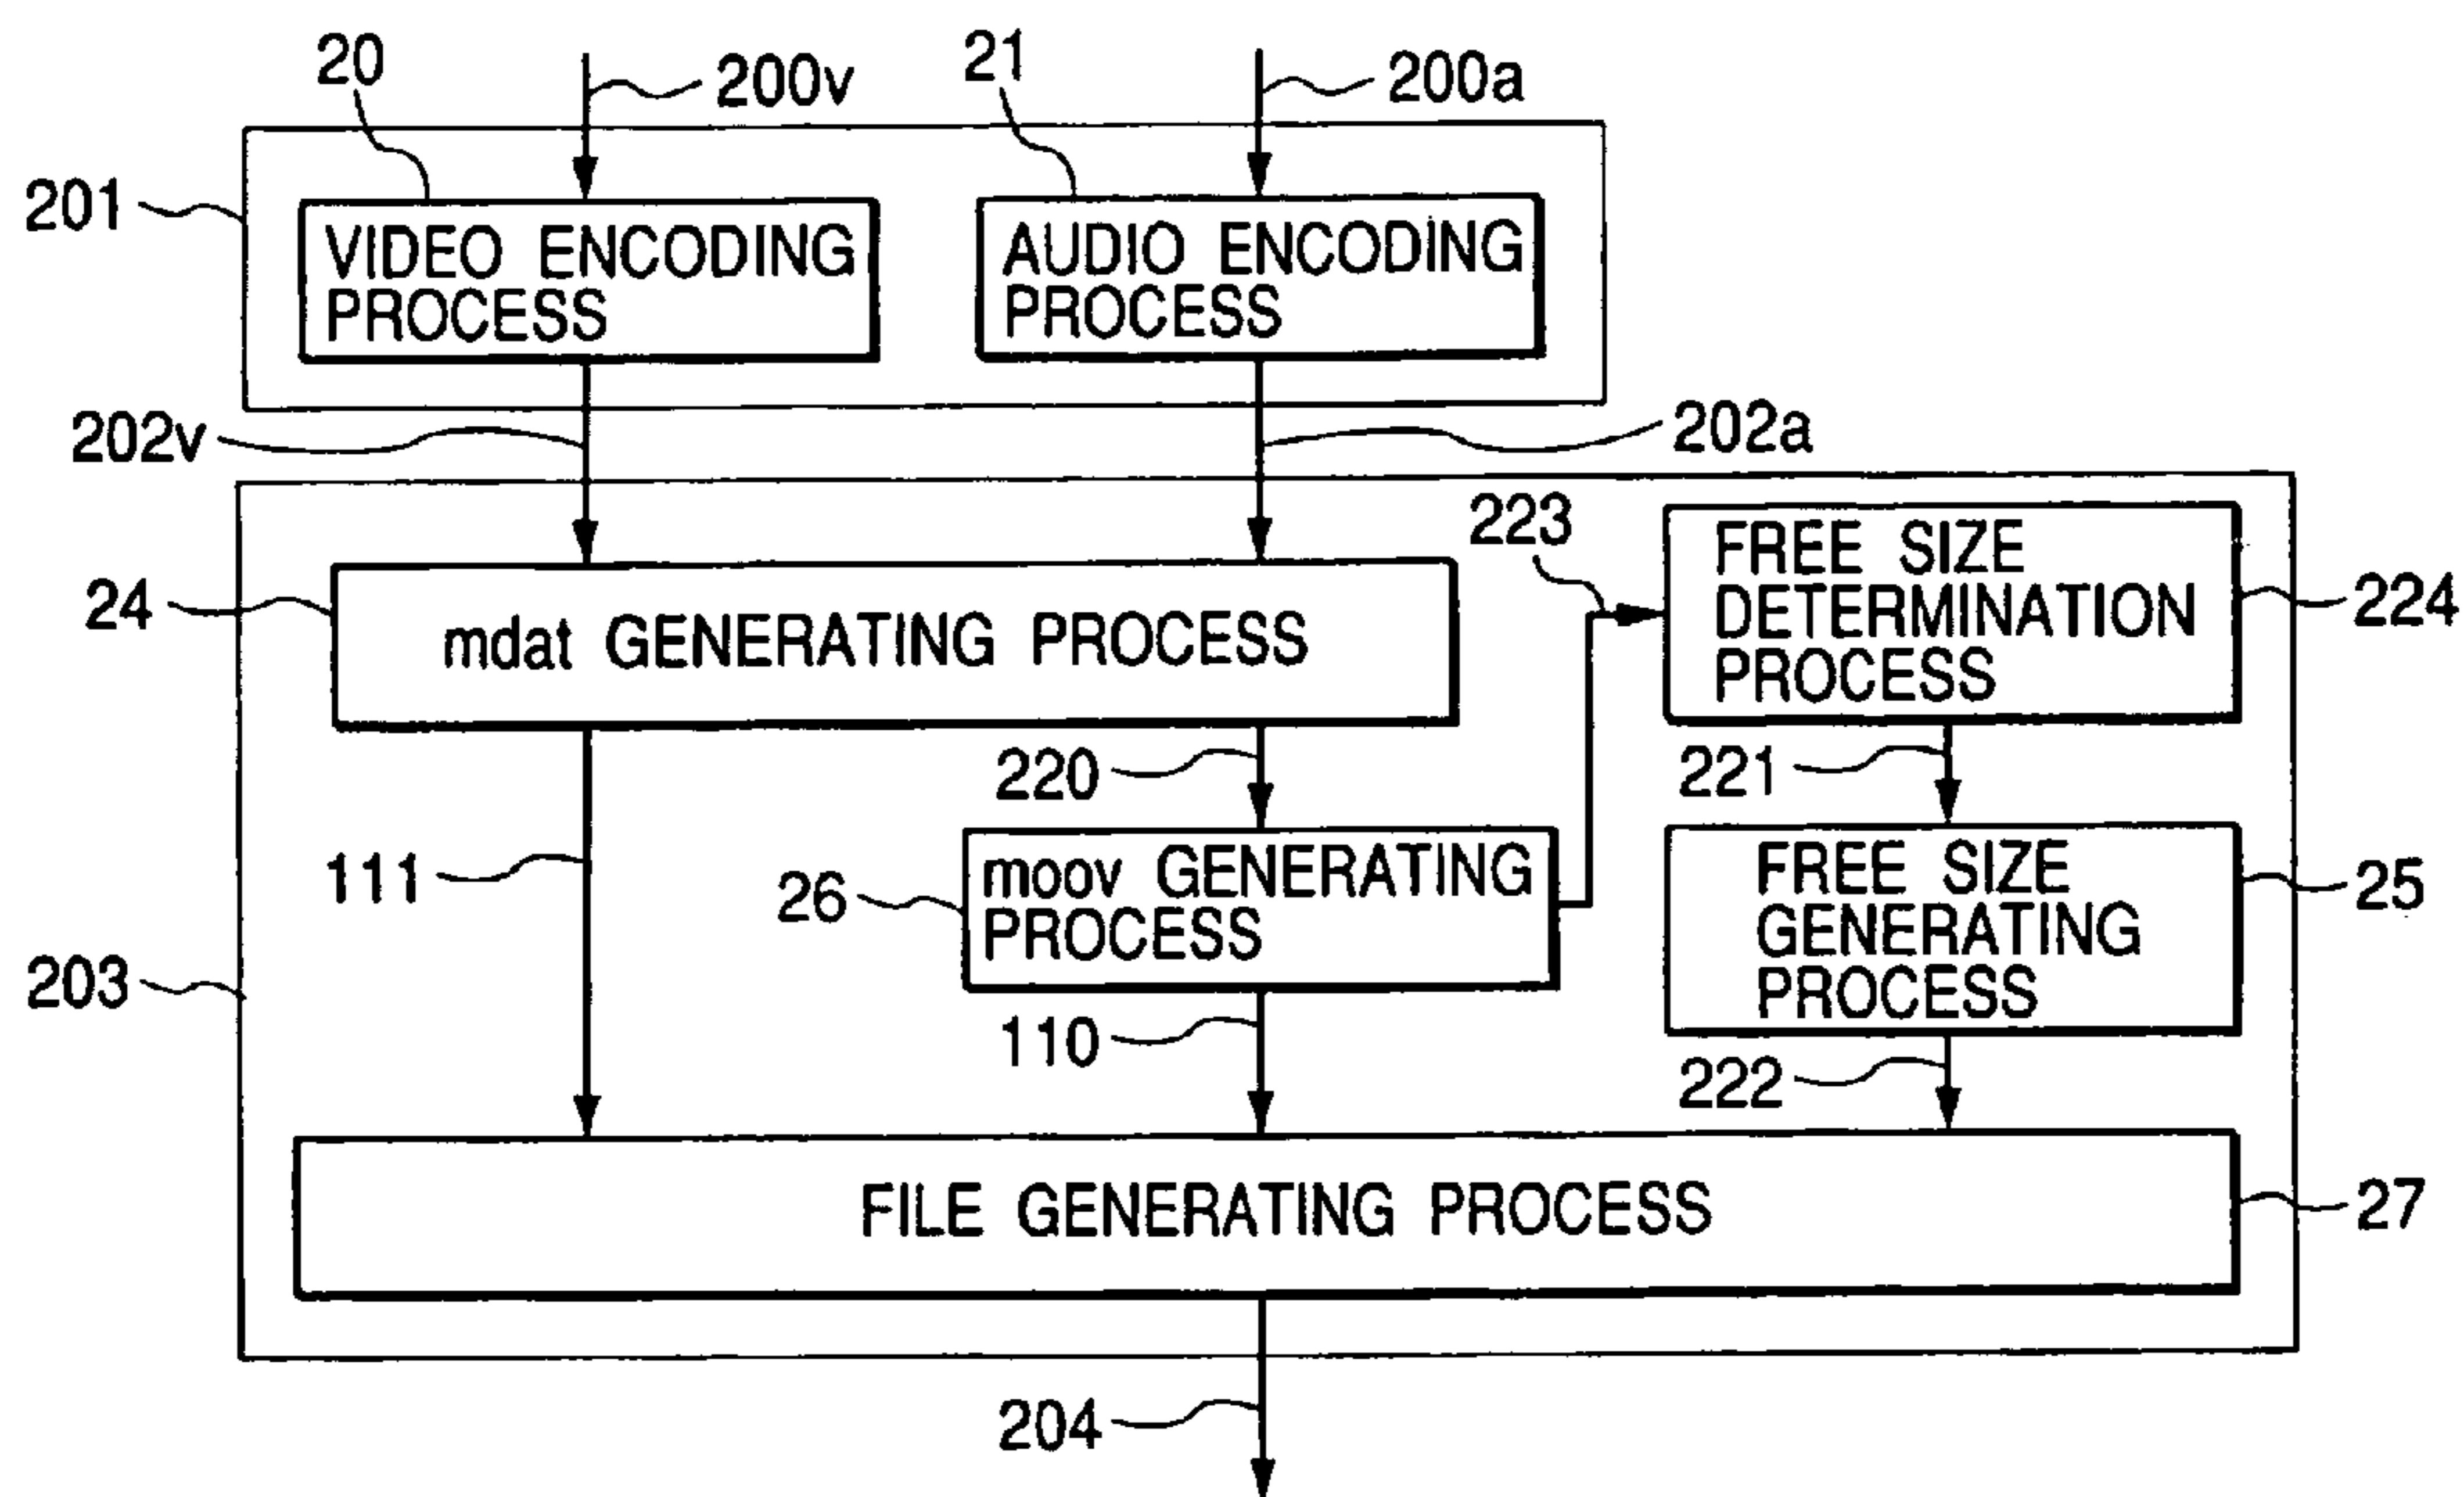 20
200v
21
200a
201
VIDEO ENCODING
PROCESS
AUDIO ENCODING
PROCESS
202v
202a
223
FREE SIZE
DETERMINATION
PROCESS
224
24
mdat GENERATING PROCESS
220
221
111
26
moov GENERATING
PROCESS
FREE SIZE
GENERATING
PROCESS
25
203
110
222
FILE GENERATING PROCESS
27
204